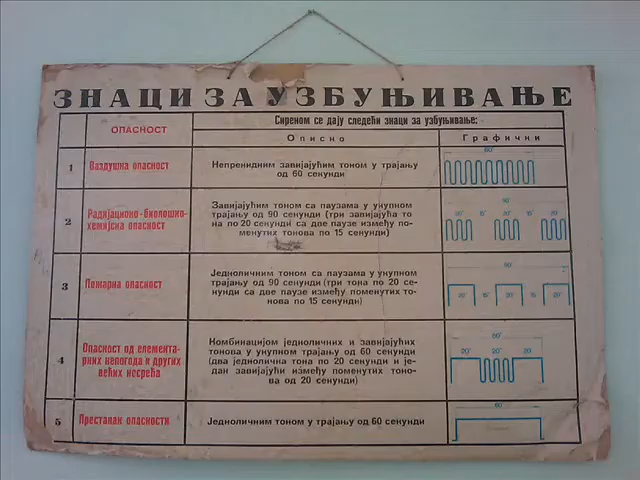 ЗНАЦИ ЗА УЗБУЊИВАЊЕ
ОПАСНОСТ
Сиреном се дају следећи знаци за узбуњивање:
Описно
Графички
1
Ваздушна опасност
Непрекидним завијајућим тоном у трајању
од 60 секунди
60"
2
Радијационо-биолошко-
хемијска опасност
Завијајућим тоном са паузама у укупном
трајању од 90 секунди (три завијајућа то
на по 20 секунди са две паузе између по-
менутих тонова по 15 секунди)
90"
20" 15" 20" 15" 20"
3
Пожарна опасност
Једноличним тоном са паузама у укупном
трајању од 90 секунди (три тона по 20 се-
кунди са две паузе између поменутих то-
нова по 15 секунди)
90"
20" 15" 20" 15" 20"
4
Опасност од елемента-
рних непогода и других
већих несрећа
Комбинацијом једноличних и завијајућих
тонова у укупном трајању од 60 секунди
(два једнолична тона по 20 секунди и је-
дан завијајући између поменутих тоно-
ва од 20 секунди)
60"
20" 20" 20"
5
Престанак опасности
Једноличним тоном у трајању од 60 секунди
60"